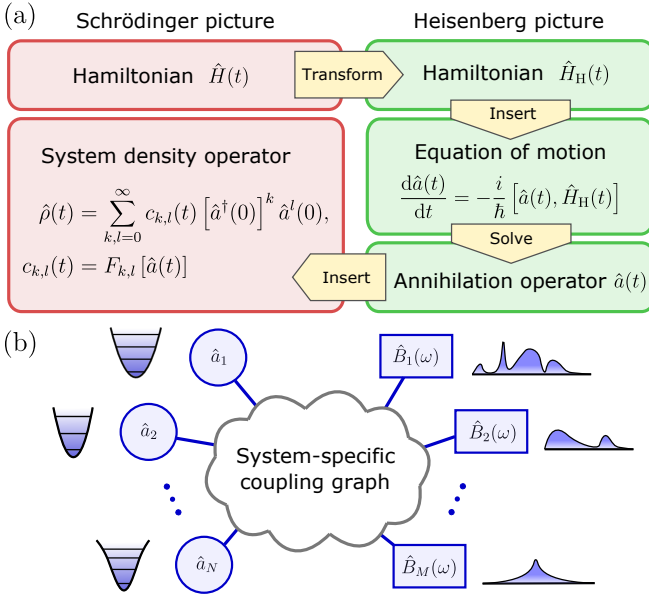 (a)
Schrödinger picture
Heisenberg picture
Hamiltonian Ĥ(t)
Transform
Hamiltonian Ĥ_H(t)
Insert
System density operator
ρ̂(t) = ∑_{k,l=0}^{∞} c_{k,l}(t) [â†(0)]^k â^l(0),
c_{k,l}(t) = F_{k,l} [â(t)]
Equation of motion
dâ(t)/dt = −i/ħ [â(t), Ĥ_H(t)]
Solve
Insert
Annihilation operator â(t)
(b)
â_1
B̂_1(ω)
â_2
B̂_2(ω)
System-specific
coupling graph
â_N
B̂_M(ω)